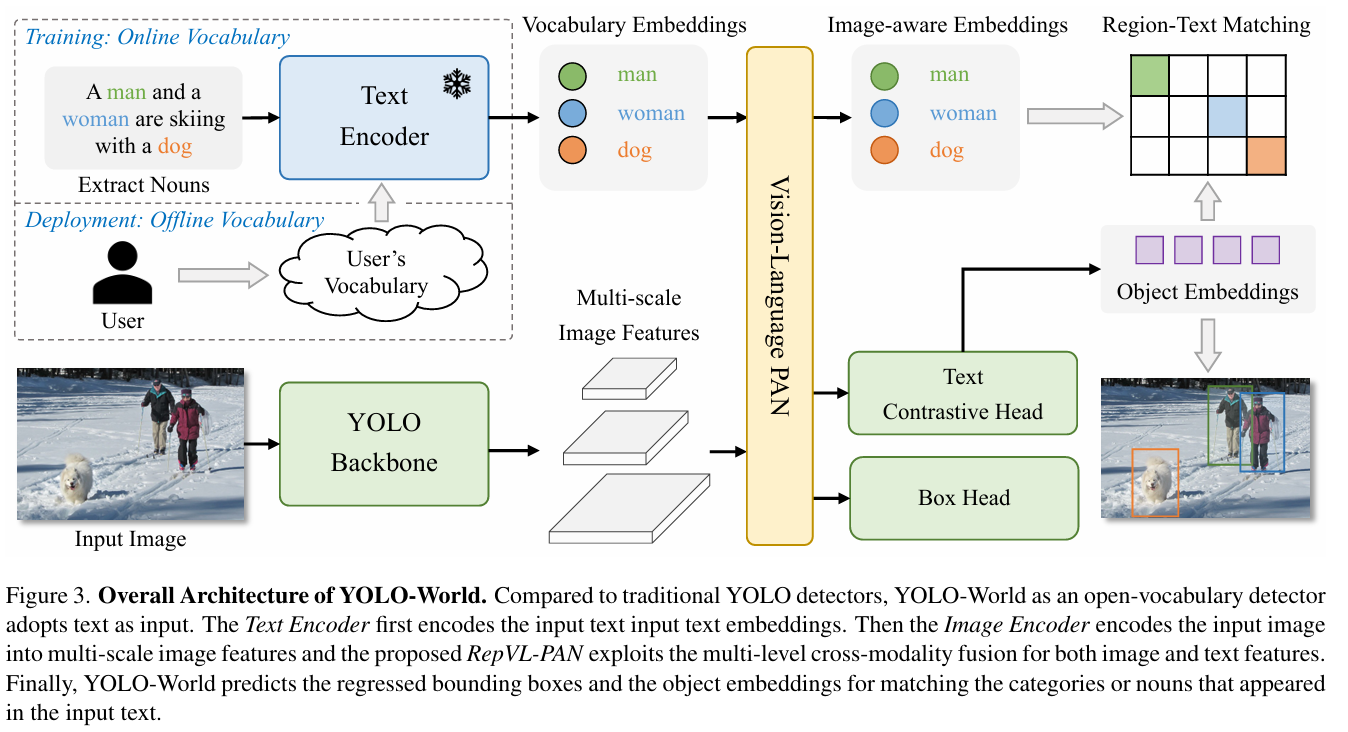 Training: Online Vocabulary
A man and a
woman are skiing
with a dog
Extract Nouns
Text
Encoder
Deployment: Offline Vocabulary
User
User's
Vocabulary
Vocabulary Embeddings
man
woman
dog
Image-aware Embeddings
man
woman
dog
Region-Text Matching
Input Image
YOLO
Backbone
Multi-scale
Image Features
Vision-Language PAN
Text
Contrastive Head
Box Head
Object Embeddings
Figure 3. Overall Architecture of YOLO-World. Compared to traditional YOLO detectors, YOLO-World as an open-vocabulary detector
adopts text as input. The Text Encoder first encodes the input text input text embeddings. Then the Image Encoder encodes the input image
into multi-scale image features and the proposed RepVL-PAN exploits the multi-level cross-modality fusion for both image and text features.
Finally, YOLO-World predicts the regressed bounding boxes and the object embeddings for matching the categories or nouns that appeared
in the input text.